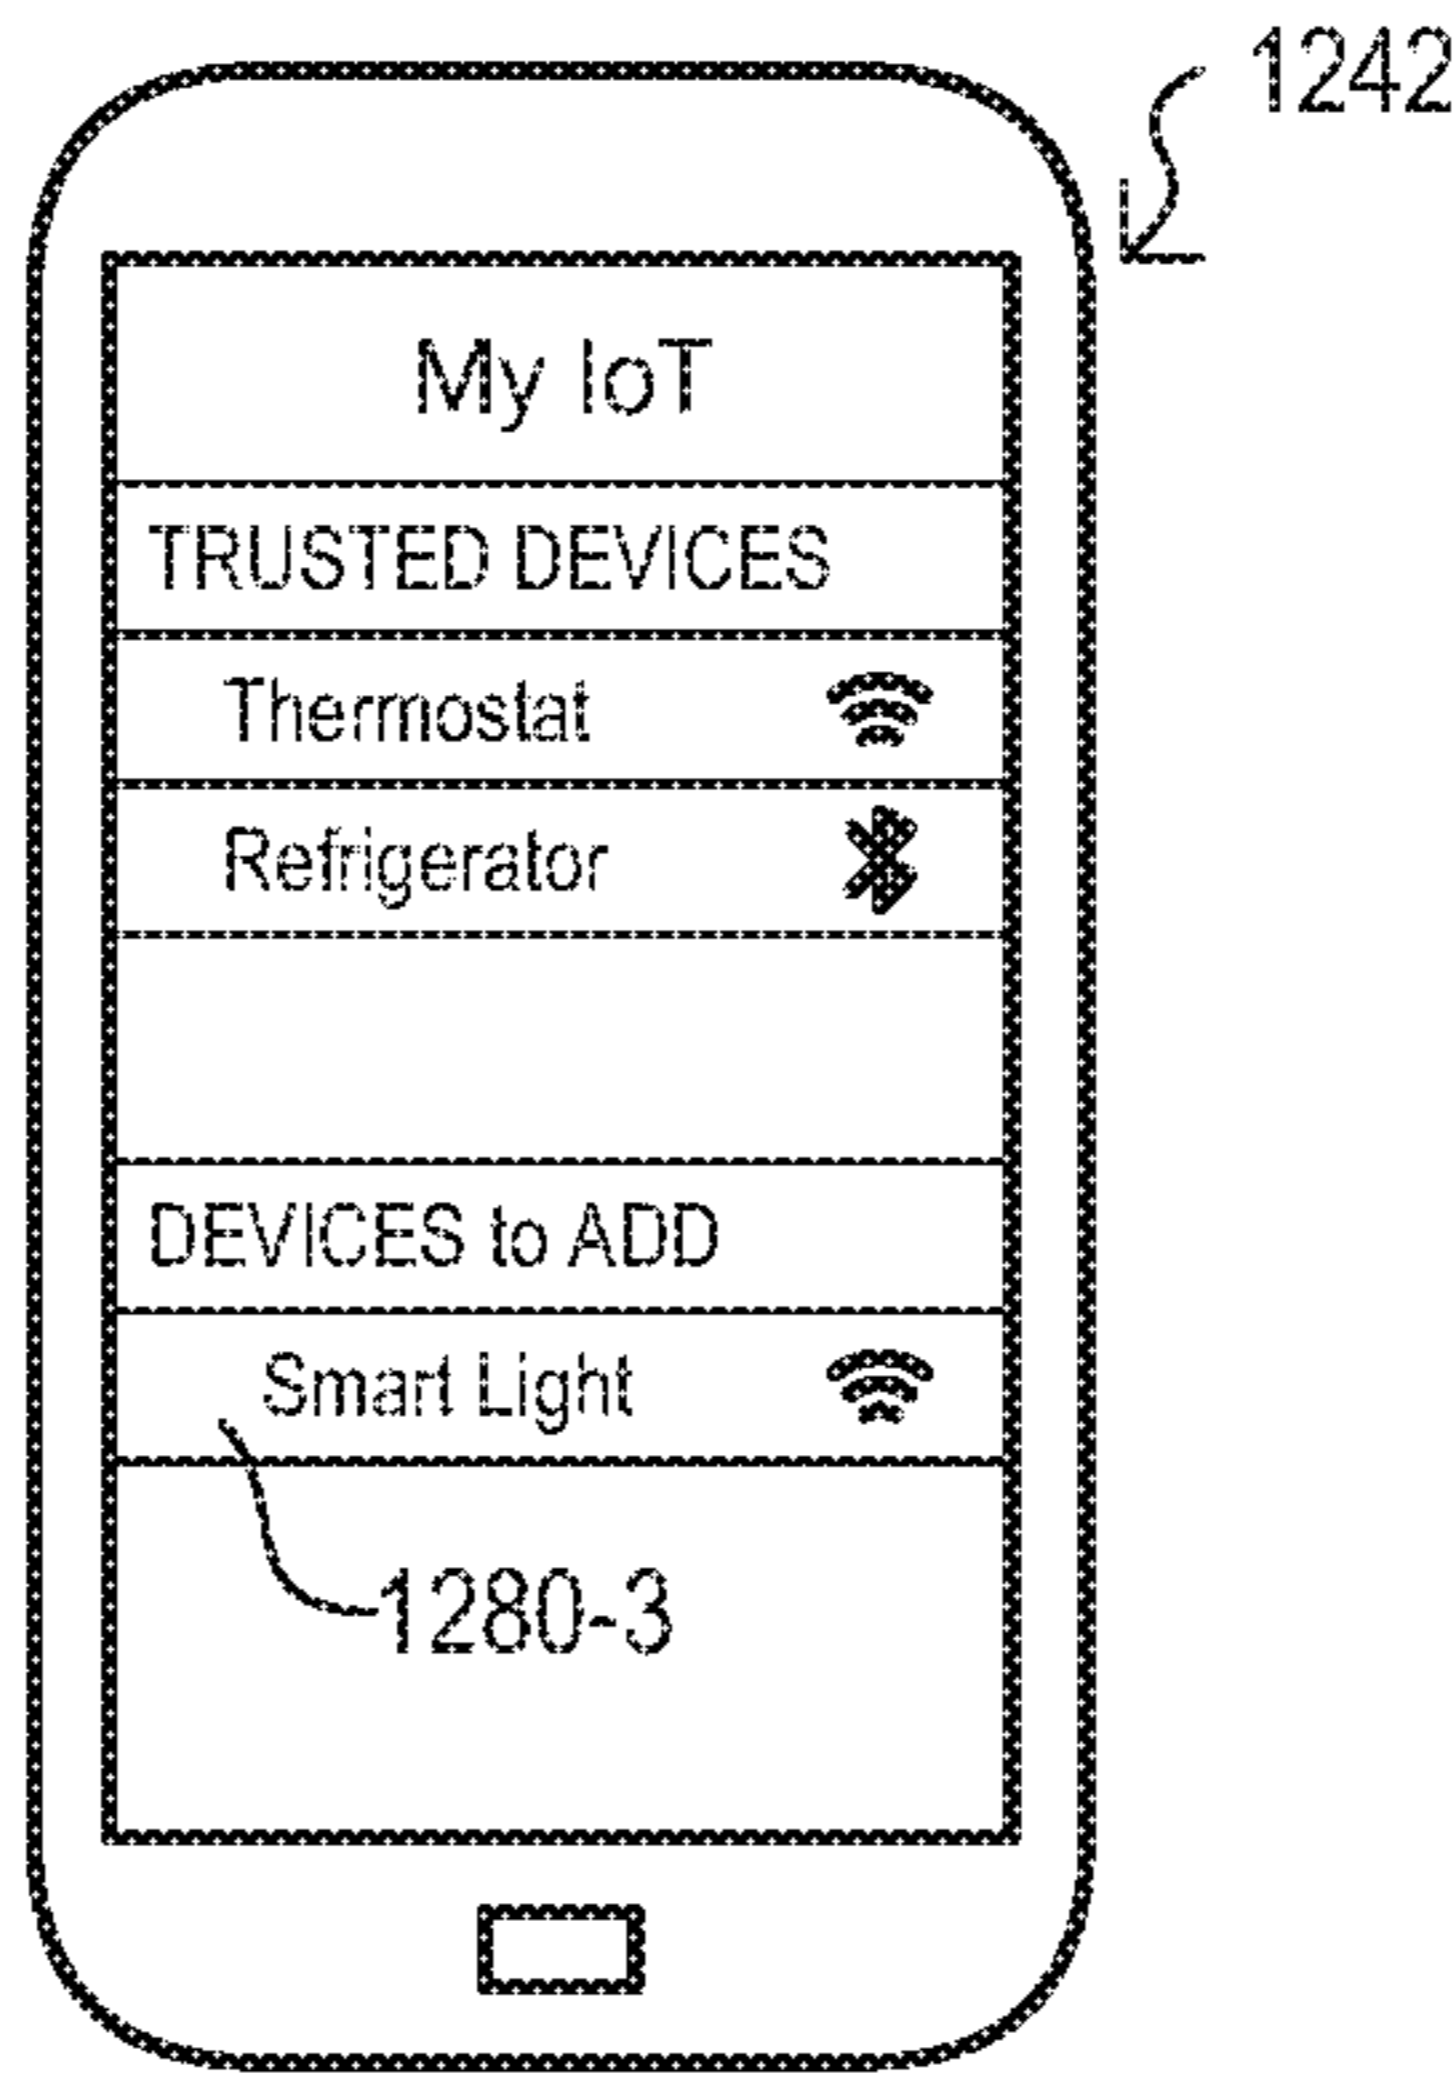 1242
My IoT
TRUSTED DEVICES
Thermostat
Refrigerator
DEVICES to ADD
Smart Light
1280-3